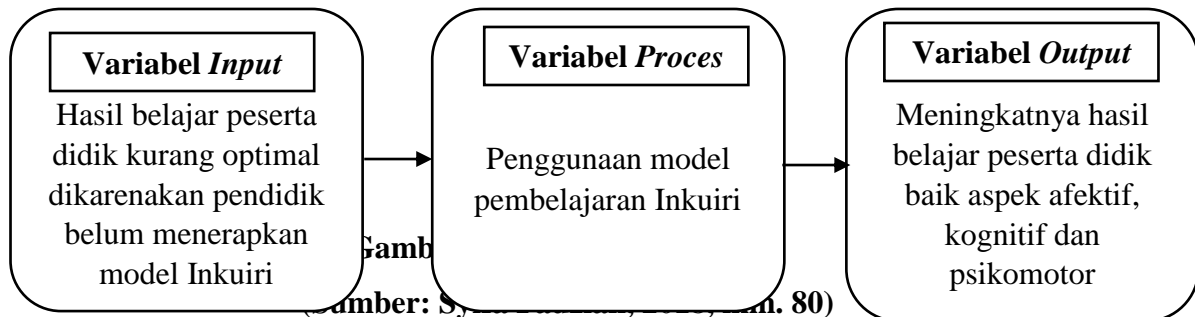 Variabel Input
Hasil belajar peserta
didik kurang optimal
dikarenakan pendidik
belum menerapkan
model Inkuiri
Variabel Proces
Penggunaan model
pembelajaran Inkuiri
Variabel Output
Meningkatnya hasil
belajar peserta didik
baik aspek afektif,
kognitif dan
psikomotor
80)